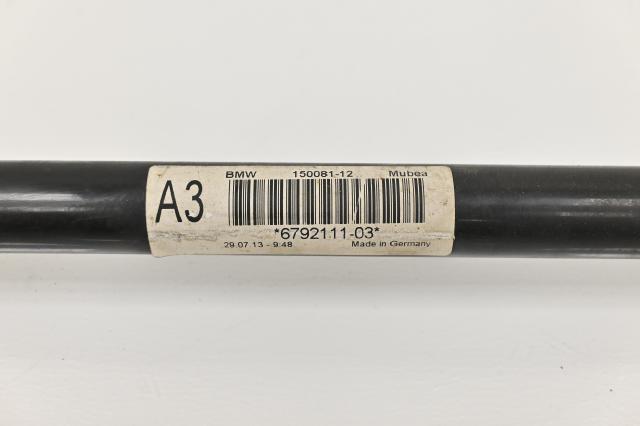 A3
BMW 150081-12 Mubea
*6792111-03*
29.07.13 - 9:48 Made in Germany